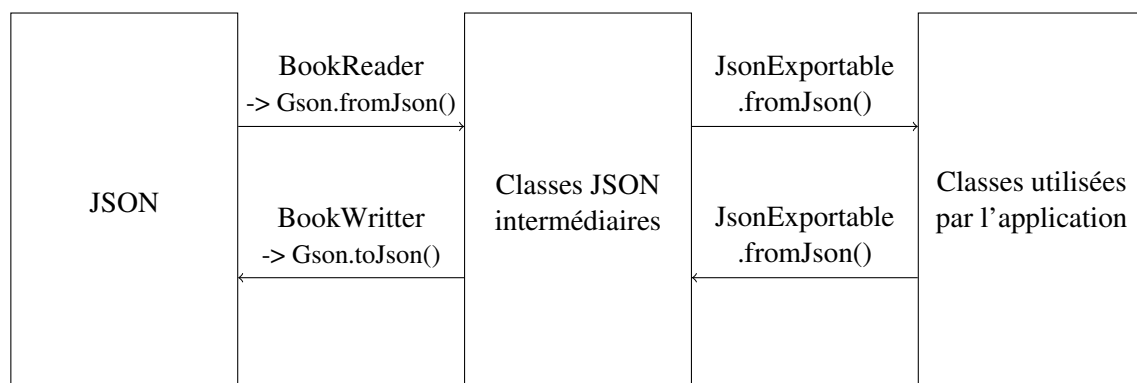 JSON
BookReader
-> Gson.fromJson()
BookWritter
-> Gson.toJson()
Classes JSON
intermédiaires
JsonExportable
.fromJson()
JsonExportable
.fromJson()
Classes utilisées
par l'application